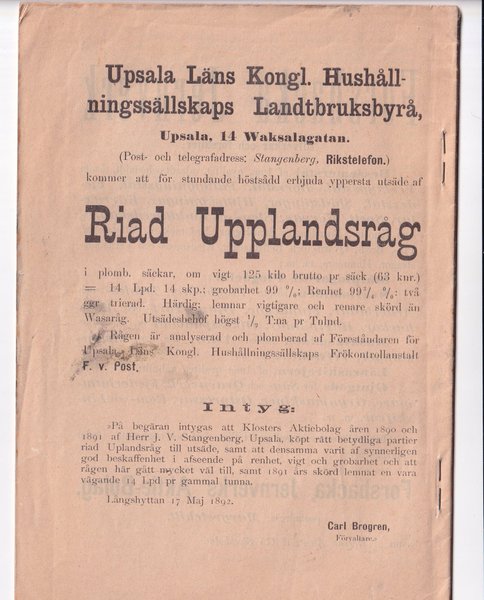 Upsala Läns Kongl. Hushåll-
ningssällskaps Landtbruksbyrå,
Upsala, 14 Waksalagatan.
(Post- och telegrafadress: Stangenberg, Rikstelefon.)
kommer att för stundande höstsådd erbjuda yppersta utsäde af
Riad Upplandsråg
i plomb. säckar, om vigt 125 kilo brutto pr säck (63 knr.)
= 14 Lpd. 14 skp.; grobarhet 99 %; Renhet %: två
ggr trierad. Härdig; lemnar vigtigare och renare skörd än
Wasaråg. Utsädesbehof högst T:na pr Tnlnd.
Rågen är analyserad och plomberad af Föreståndaren för
Upsala Läns Kongl. Hushållningssällskaps Frökontrollanstalt
F. v. Post,
Intyg:
»På begäran intygas att Klosters Aktiebolag åren 1890 och
1891 af Herr J. V. Stangenberg, Upsala, köpt rätt betydliga partier
riad Uplandsråg till utsäde, samt att densamma varit af synnerligen
god beskaffenhet i afseende på renhet, vigt och grobarhet och att
rågen här gått mycket väl till, samt 1891 års skörd lemnat en vara
vägande 14 Lpd pr gammal tunna.
Långshyttan 17 Maj 1892.
Carl Brogren,
Förvaltare.»